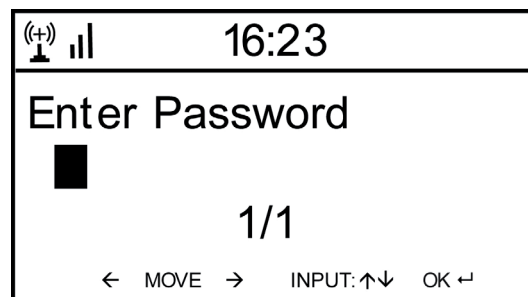 16:23
Enter Password
1/1
← MOVE → INPUT:↑↓ OK ↵